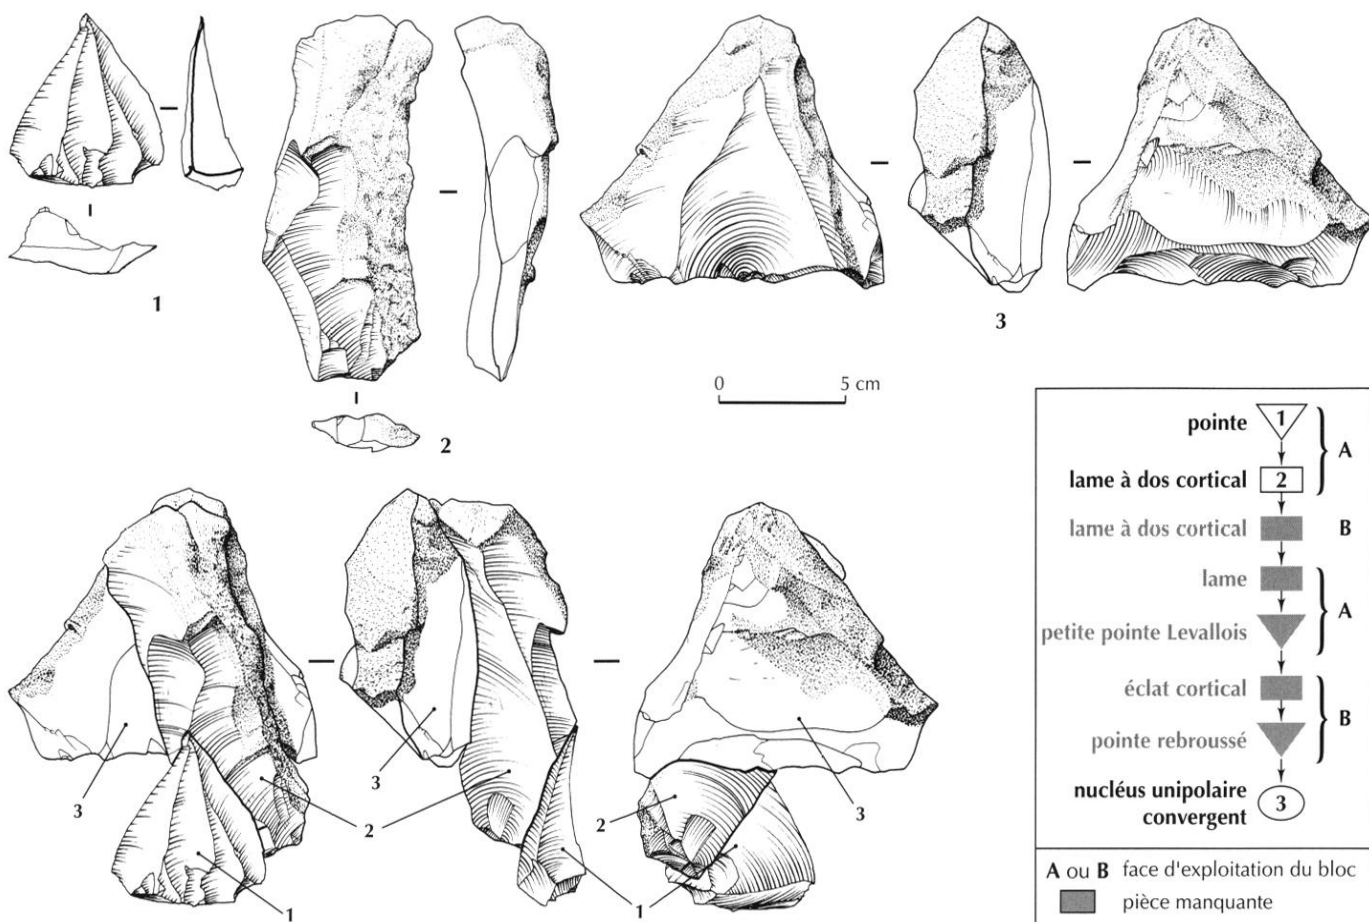 1
2
3
0 5 cm
pointe 1
A
lame à dos cortical 2
lame à dos cortical B
lame
A
petite pointe Levallois
éclat cortical
B
pointe rebroussé
nucléus unipolaire
convergent
3
A ou B face d'exploitation du bloc
pièce manquante
3
2
1
3
2
3
1